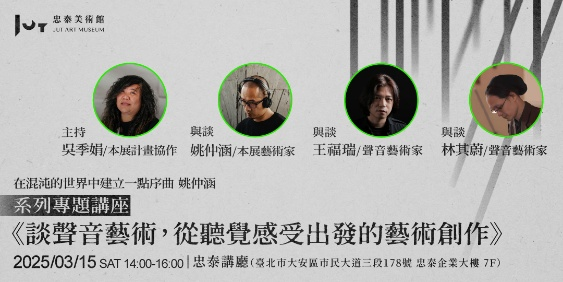 JUT 忠泰美術館
JUT ART MUSEUM
主持
吳季娟/本展計畫協作
與談
姚仲涵/本展藝術家
與談
王福瑞/聲音藝術家
與談
林其蔚/聲音藝術家
在混沌的世界中建立一點序曲 姚仲涵
系列專題講座
《談聲音藝術，從聽覺感受出發的藝術創作》
2025/03/15 SAT 14:00-16:00 | 忠泰講廳(臺北市大安區市民大道三段178號 忠泰企業大樓 7F)